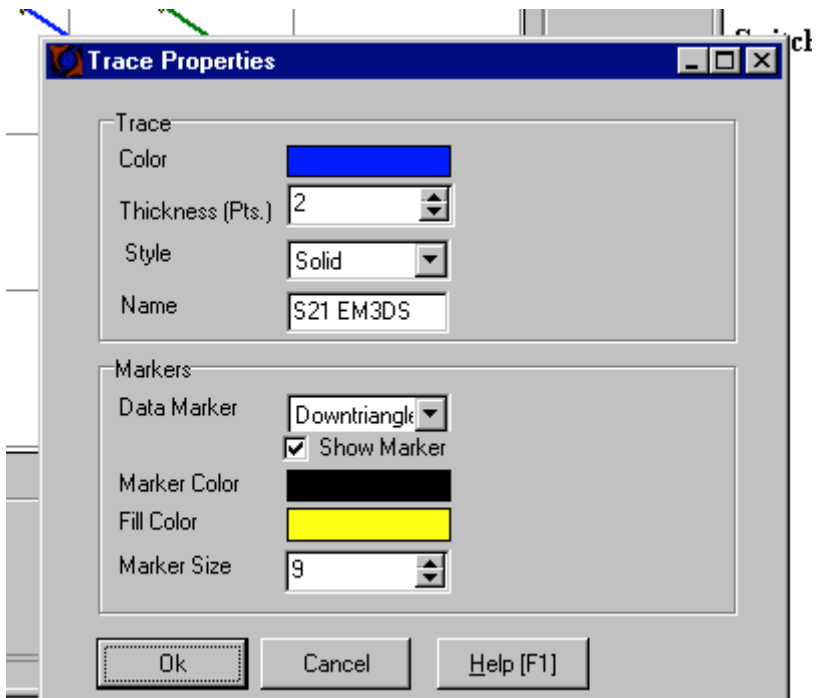 Trace Properties
Trace
Color
Thickness (Pts.) 2
Style Solid
Name S21 EM3DS
Markers
Data Marker Downtriangle
Show Marker
Marker Color
Fill Color
Marker Size 9
Ok Cancel Help [F1]